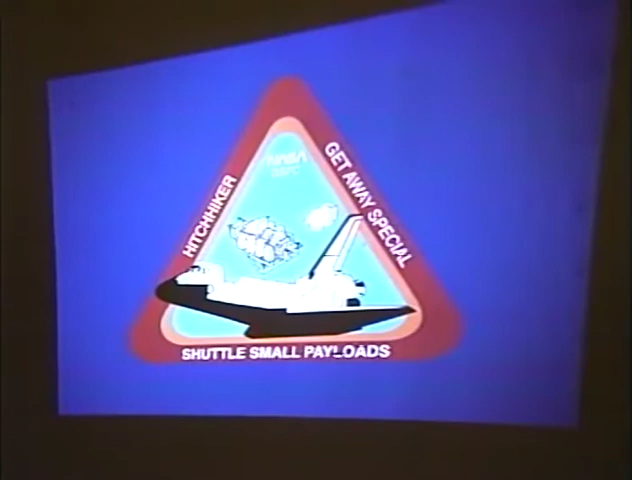 NASA
GSFC
HITCHHIKER
GET AWAY SPECIAL
SHUTTLE SMALL PAYLOADS